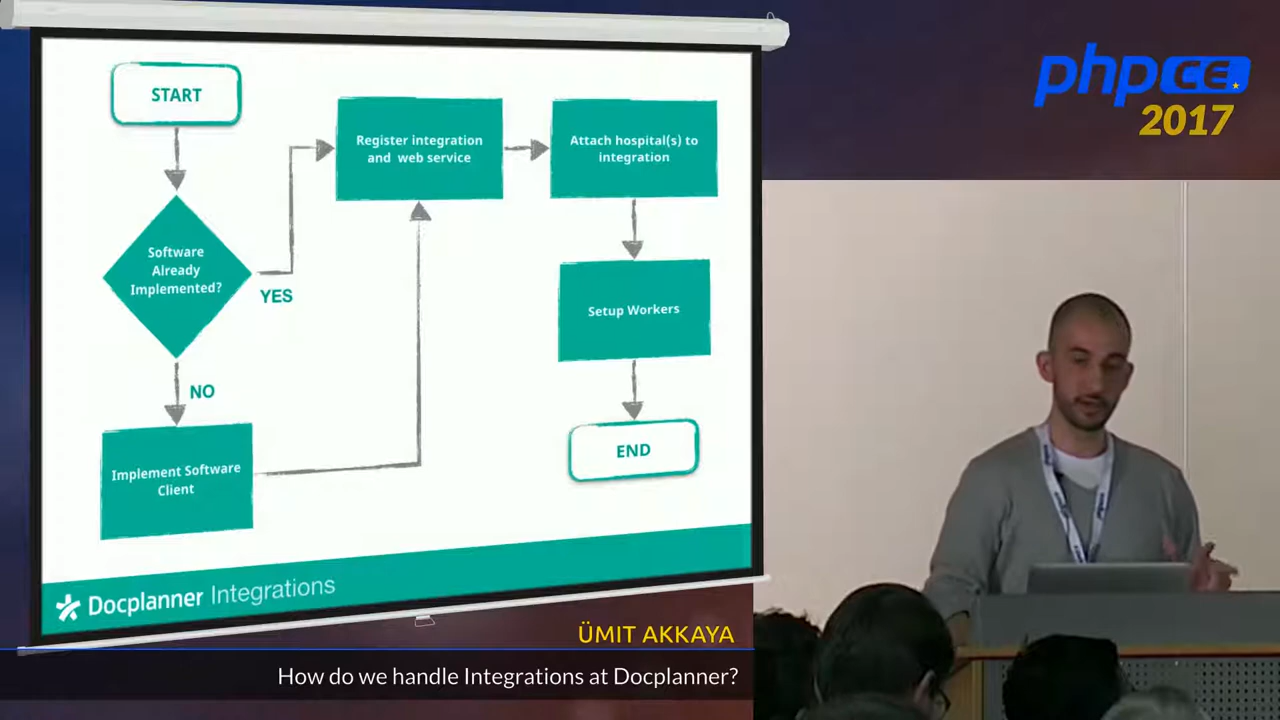 START
Software
Already
Implemented?
YES
NO
Implement Software
Client
Register integration
and web service
Attach hospital(s) to
integration
Setup Workers
END
Docplanner Integrations
phpCE
2017
ÜMIT AKKAYA
How do we handle Integrations at Docplanner?